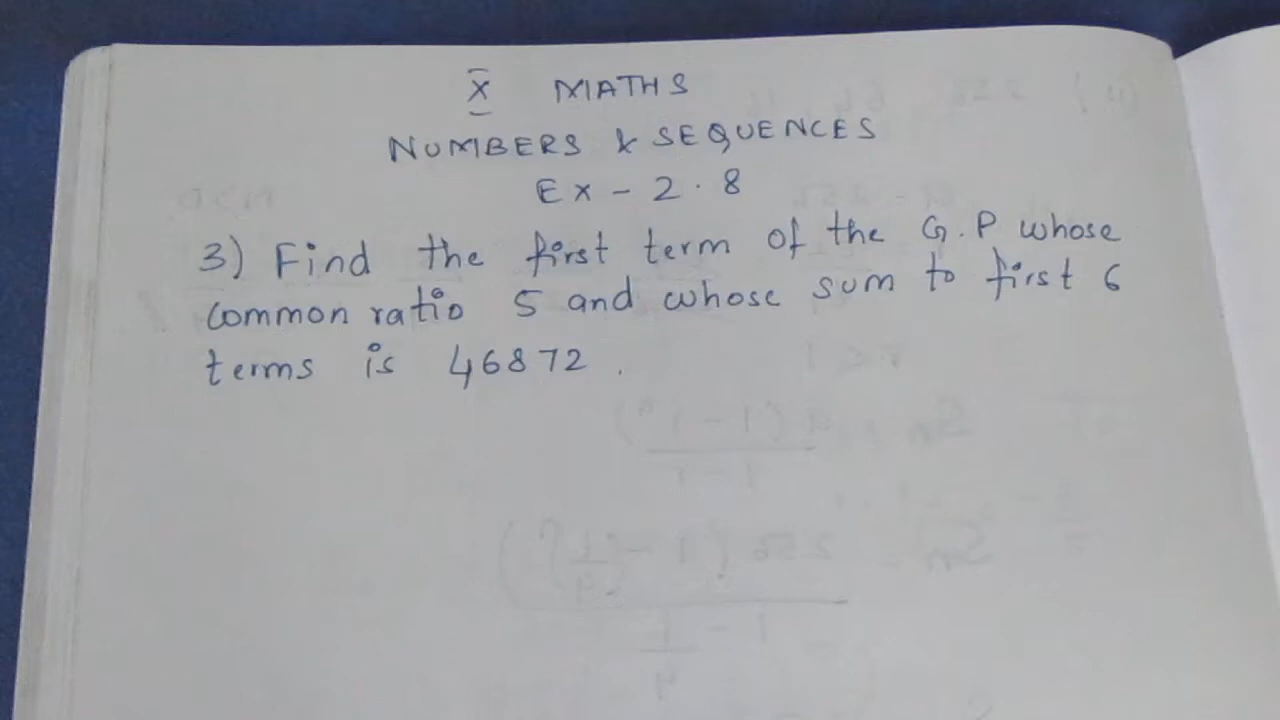 X MATHS
NUMBERS & SEQUENCES
Ex - 2.8
3) Find the first term of the G.P whose
common ratio 5 and whose sum to first 6
terms is 46872.